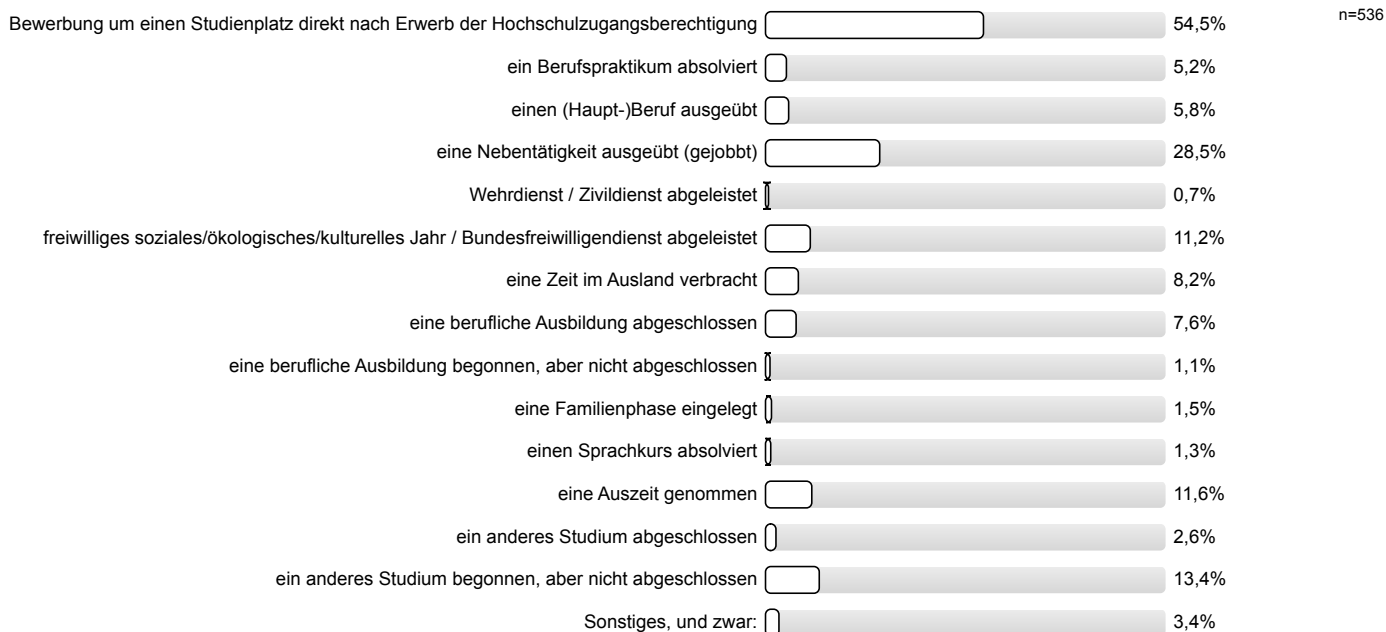 Bewerbung um einen Studienplatz direkt nach Erwerb der Hochschulzugangsberechtigung 54,5% n=536
ein Berufspraktikum absolviert 5,2%
einen (Haupt-)Beruf ausgeübt 5,8%
eine Nebentätigkeit ausgeübt (gejobbt) 28,5%
Wehrdienst / Zivildienst abgeleistet 0,7%
freiwilliges soziales/ökologisches/kulturelles Jahr / Bundesfreiwilligendienst abgeleistet 11,2%
eine Zeit im Ausland verbracht 8,2%
eine berufliche Ausbildung abgeschlossen 7,6%
eine berufliche Ausbildung begonnen, aber nicht abgeschlossen 1,1%
eine Familienphase eingelegt 1,5%
einen Sprachkurs absolviert 1,3%
eine Auszeit genommen 11,6%
ein anderes Studium abgeschlossen 2,6%
ein anderes Studium begonnen, aber nicht abgeschlossen 13,4%
Sonstiges, und zwar: 3,4%